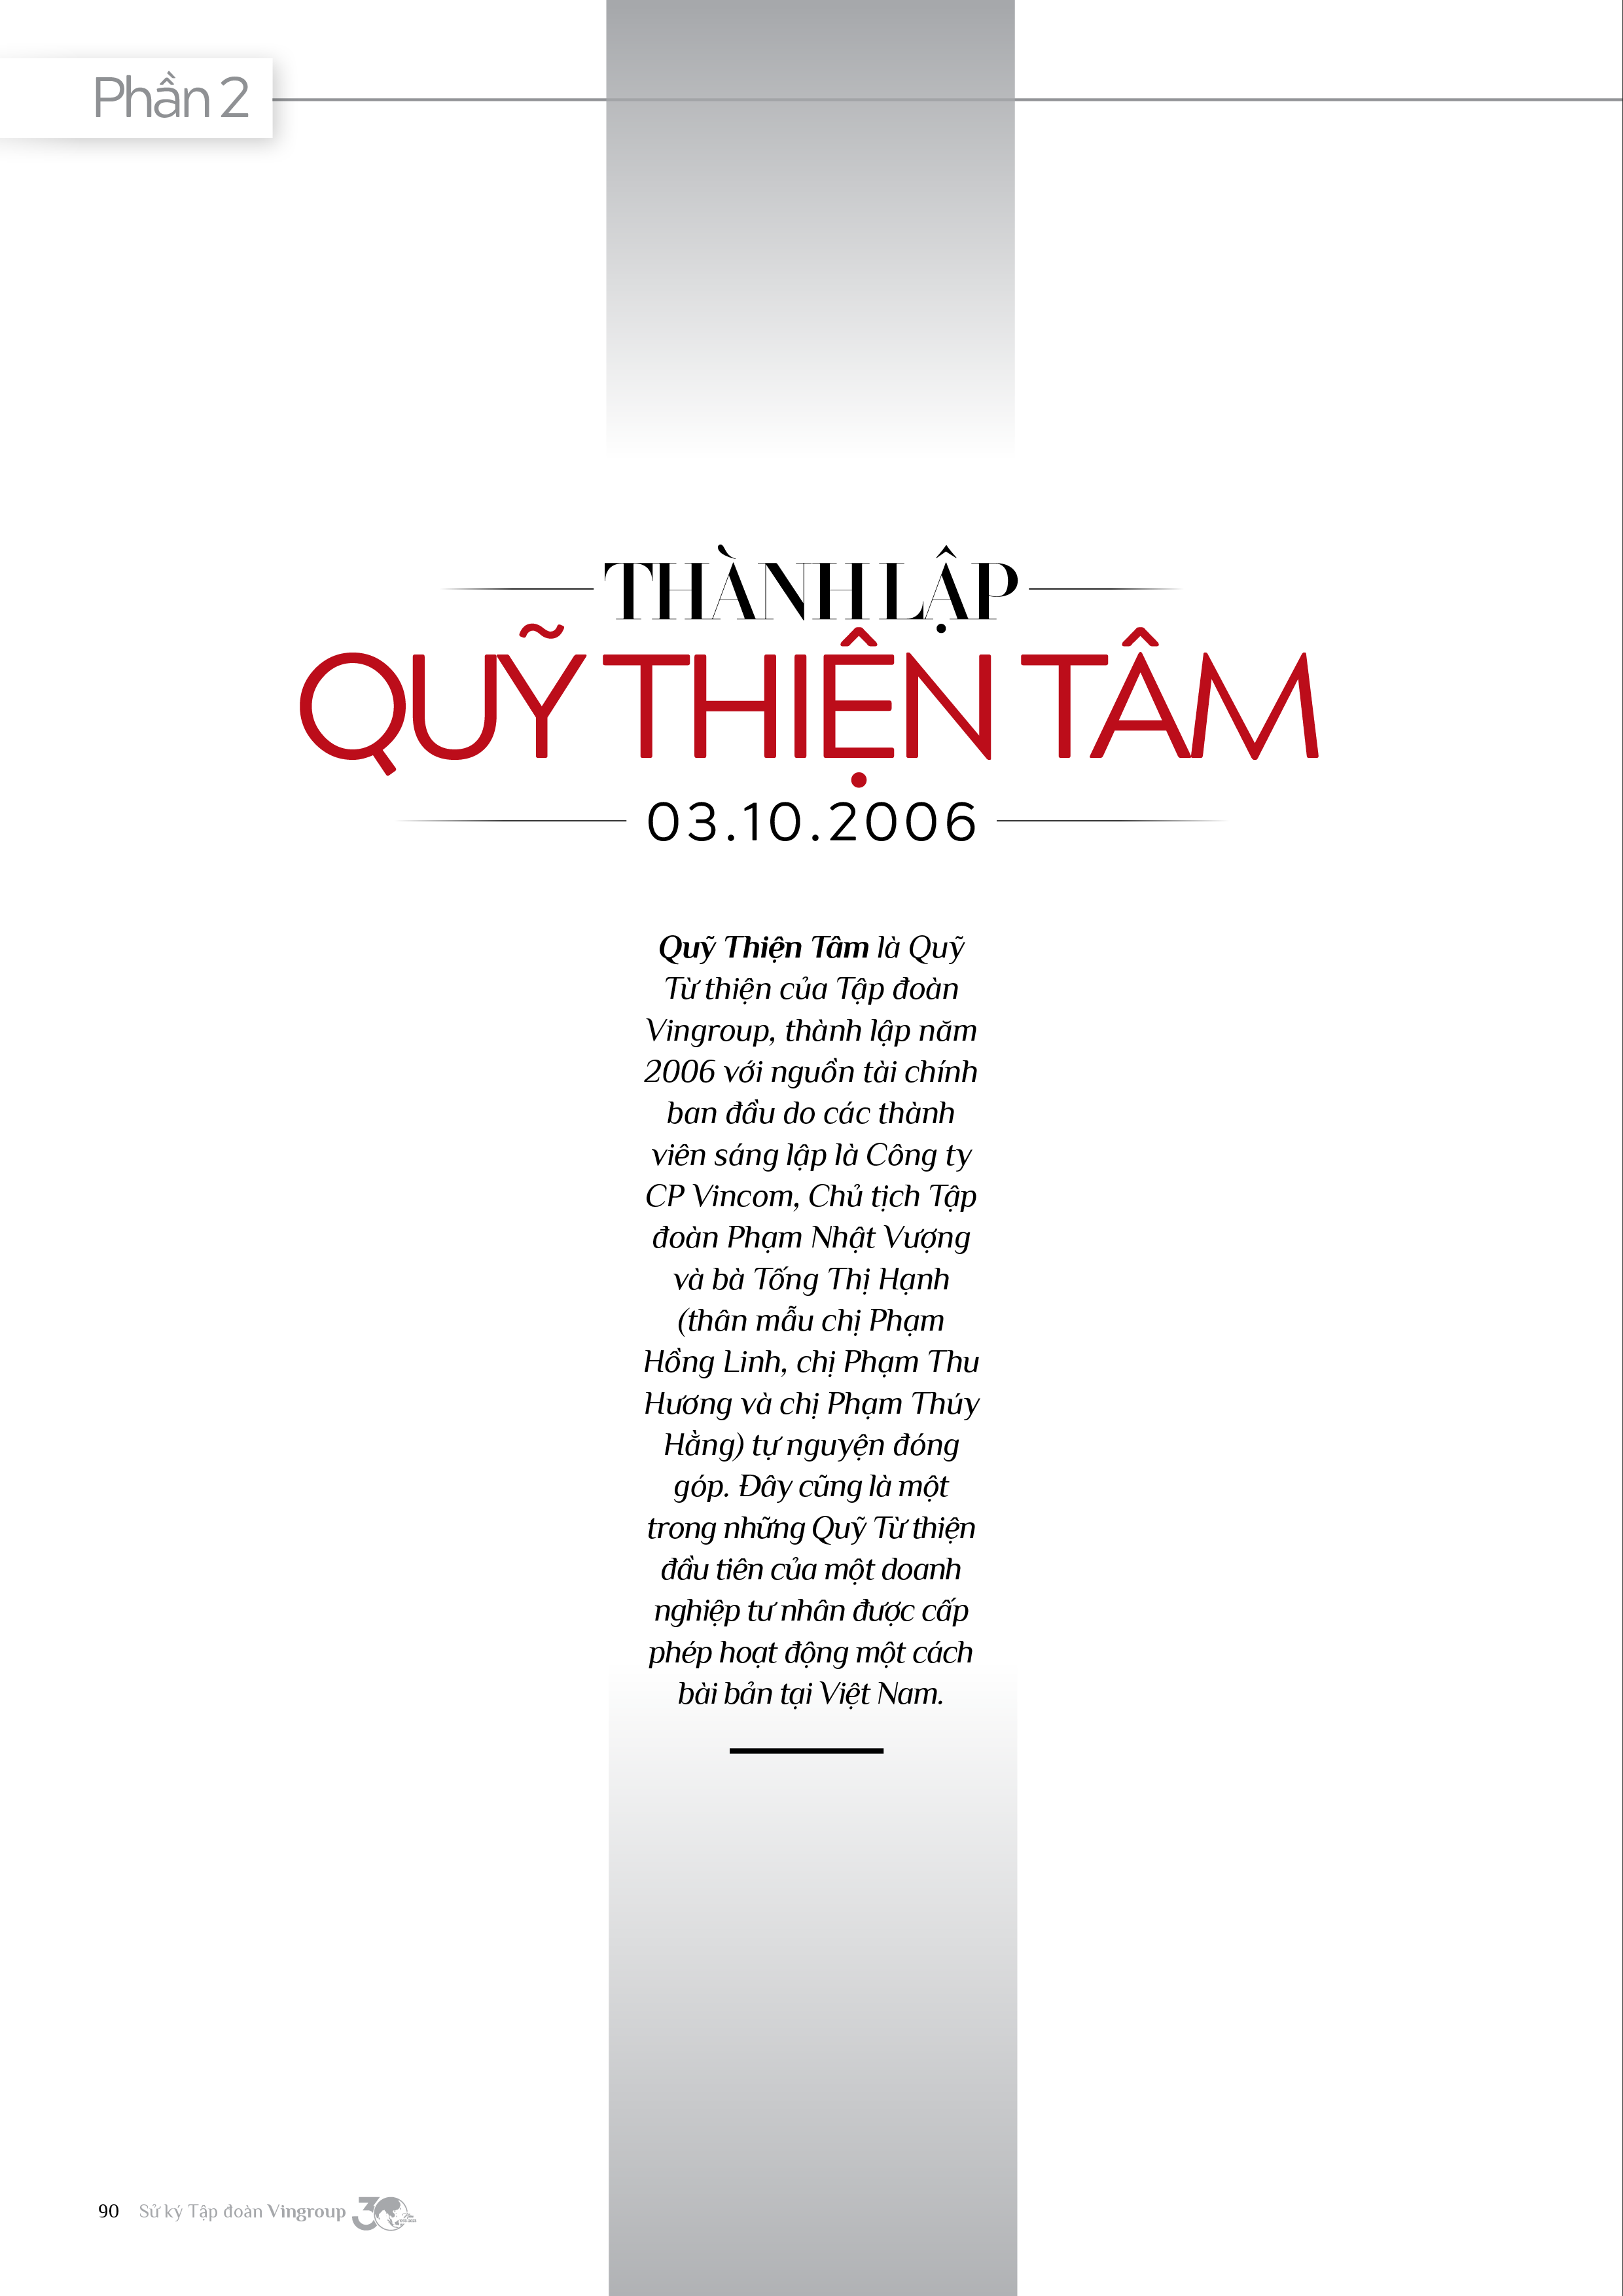 Phần 2
THÀNH LẬP
QUỸ THIỆN TÂM
03.10.2006
Quỹ Thiện Tâm là Quỹ
Từ thiện của Tập đoàn
Vingroup, thành lập năm
2006 với nguồn tài chính
ban đầu do các thành
viên sáng lập là Công ty
CP Vincom, Chủ tịch Tập
đoàn Phạm Nhật Vượng
và bà Tống Thị Hạnh
(thân mẫu chị Phạm
Hồng Linh, chị Phạm Thu
Hương và chị Phạm Thúy
Hằng) tự nguyện đóng
góp. Đây cũng là một
trong những Quỹ Từ thiện
đầu tiên của một doanh
nghiệp tư nhân được cấp
phép hoạt động một cách
bài bản tại Việt Nam.
90 Sử ký Tập đoàn Vingroup 30